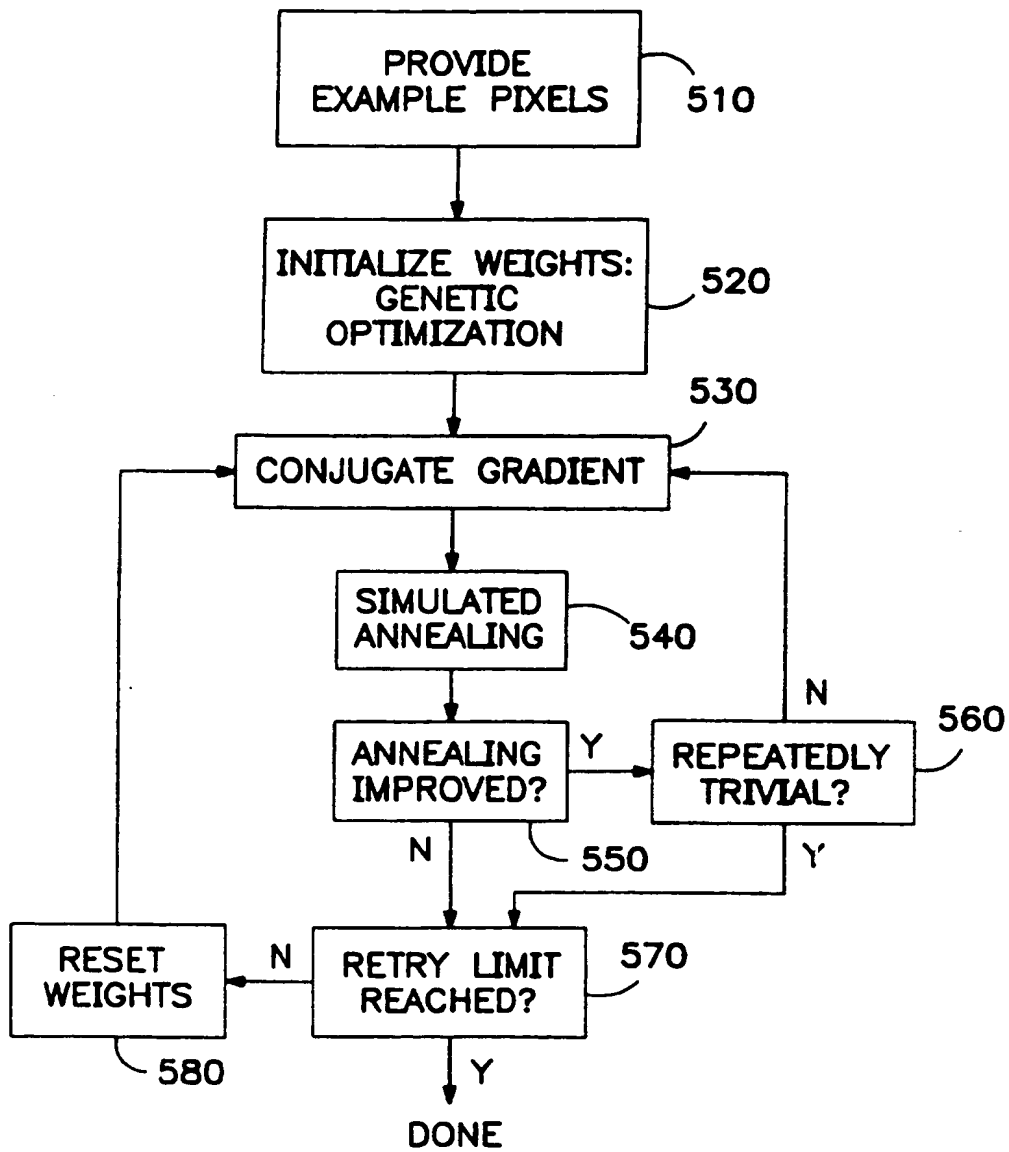 PROVIDE
EXAMPLE PIXELS
510
INITIALIZE WEIGHTS:
GENETIC
OPTIMIZATION
520
530
CONJUGATE GRADIENT
SIMULATED
ANNEALING
540
N
560
ANNEALING
IMPROVED?
Y
REPEATEDLY
TRIVIAL?
N
550
Y
RESET
WEIGHTS
N
RETRY LIMIT
REACHED?
570
580
Y
DONE